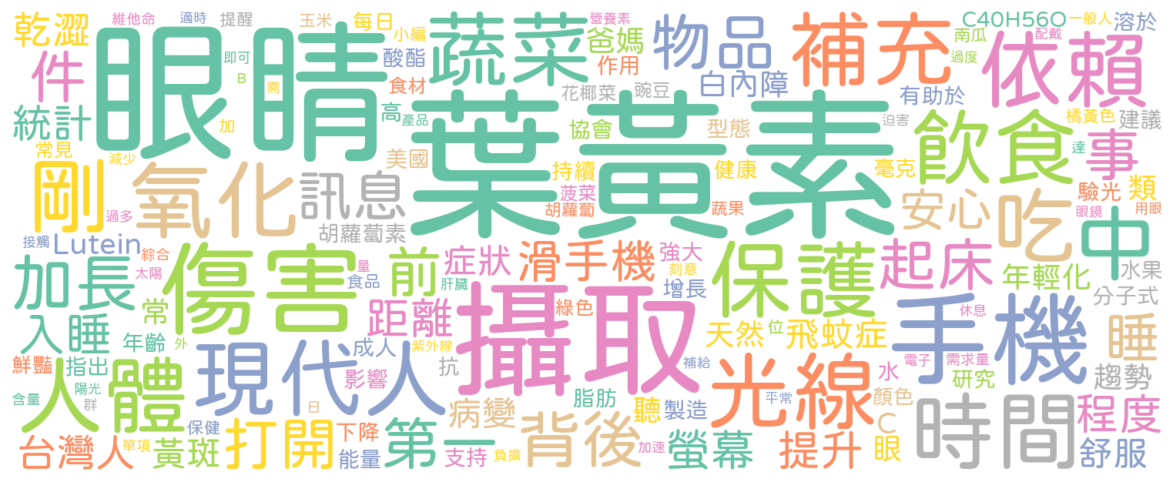 維他命 適時 提醒 玉米 每日 營養素 C40H56O 一般人 溶於
乾澀 眼睛 即可 B 需 小編 酸酯 蔬菜 爸媽 物品 補充 南瓜 配戴 依賴
件 食材 作用 白內障 過度
統計 加 高 產品 花椰菜 豌豆 有助於 橘黃色 建議
常見 減少 葉黃素 協會 型態 迫害 飲食 達 事
剛 氧化 訊息 美國 持續 健康 毫克 驗光 類
過多 菠菜 胡蘿蔔 蔬果 安心 吃 中 眼鏡 用眼
接觸 Lutein 綜合 胡蘿蔔素
太陽 傷害 量 食品 前 症狀 肝臟 滑手機 強大 刻意 增長 保護 起床 年輕化 水果
加長 常 距離 攝取 綠色 手機 休息 分子式
入睡 年齡 外 成人 紫外線 天然 位 飛蚊症 睡
鮮豔 指出 人體 現代人 影響 抗 補給 光線 水 電子 需求量 研究 趨勢
含量 陽光 群 保健 日 病變 脂肪 聽 製造 平常 顏色 C 時間 程度
台灣人 單項 黃斑 打開 下降 能量 第一 支持 負擔 背後 加速 螢幕 提升 眼 舒服